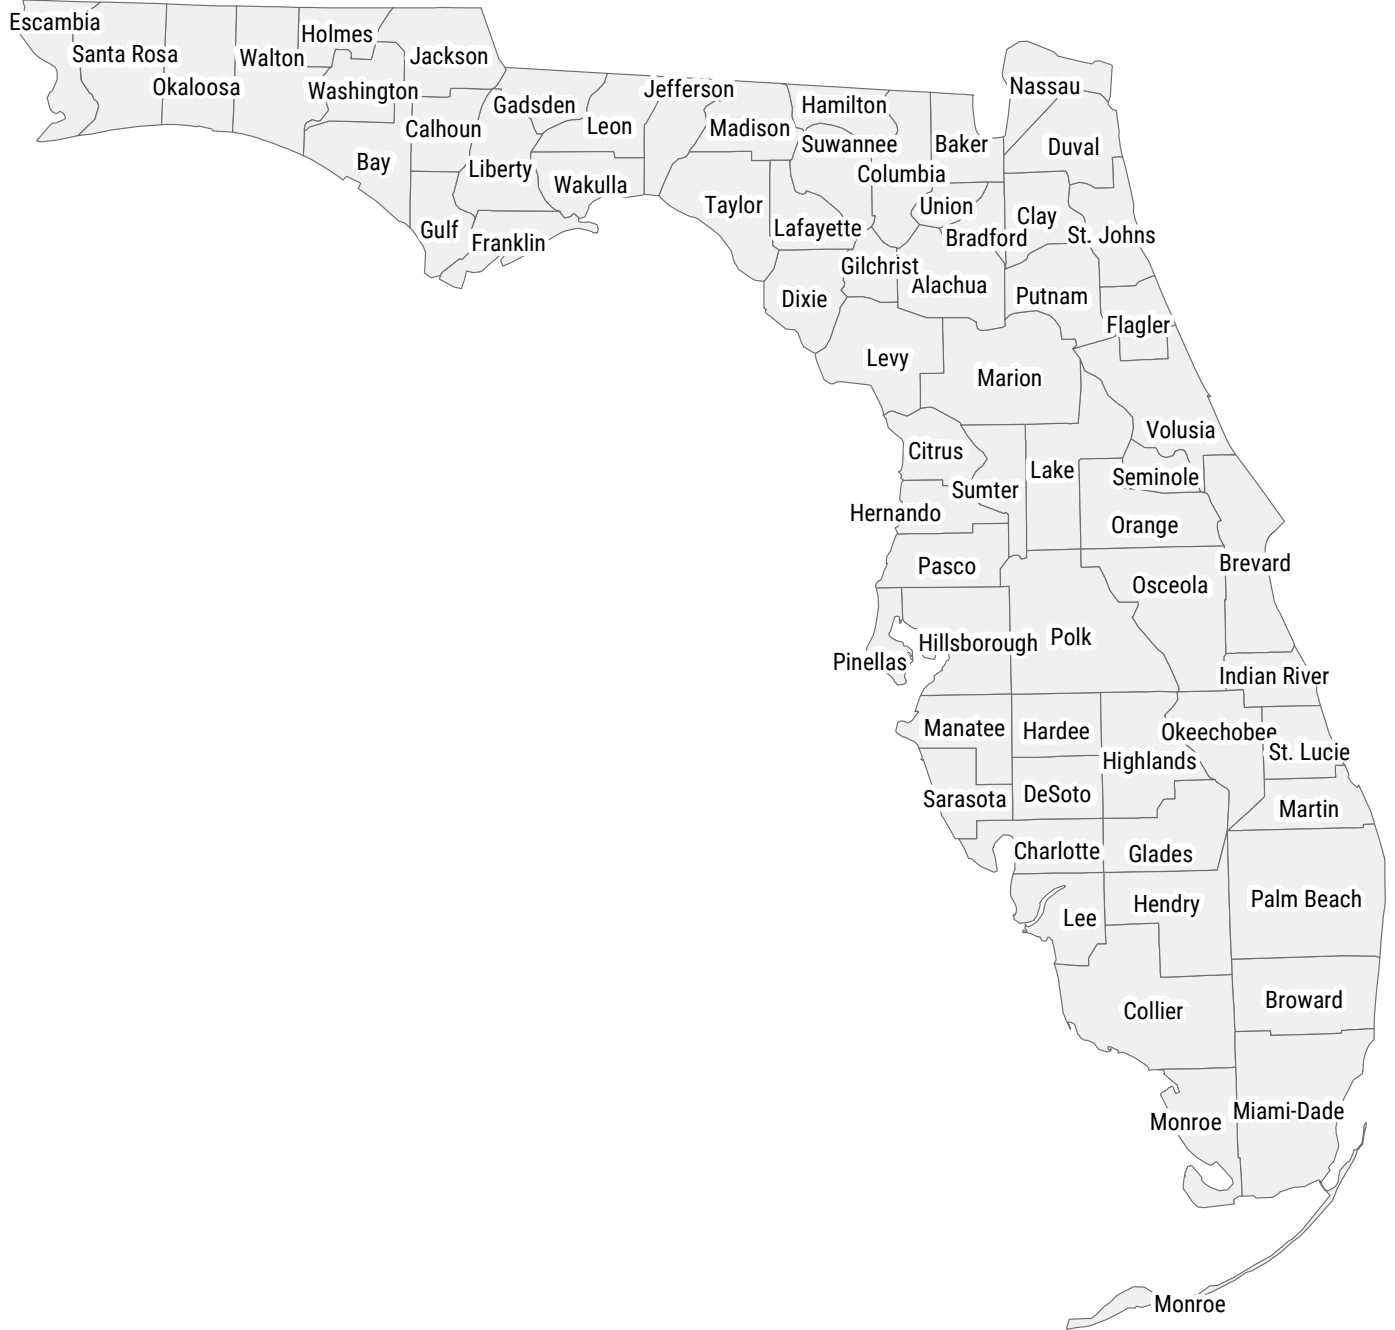 Escambia
Santa Rosa
Okaloosa
Walton
Holmes
Washington
Jackson
Calhoun
Bay
Gulf
Gadsden
Liberty
Franklin
Leon
Wakulla
Jefferson
Madison
Taylor
Hamilton
Suwannee
Lafayette
Columbia
Baker
Nassau
Duval
Union
Bradford
Clay
St. Johns
Gilchrist
Alachua
Dixie
Putnam
Flagler
Levy
Marion
Volusia
Citrus
Sumter
Lake
Seminole
Hernando
Orange
Pasco
Brevard
Osceola
Hillsborough
Polk
Pinellas
Indian River
Manatee
Hardee
Okeechobee
Highlands
St. Lucie
Sarasota
DeSoto
Martin
Charlotte
Glades
Lee
Hendry
Palm Beach
Collier
Broward
Monroe
Miami-Dade
Monroe